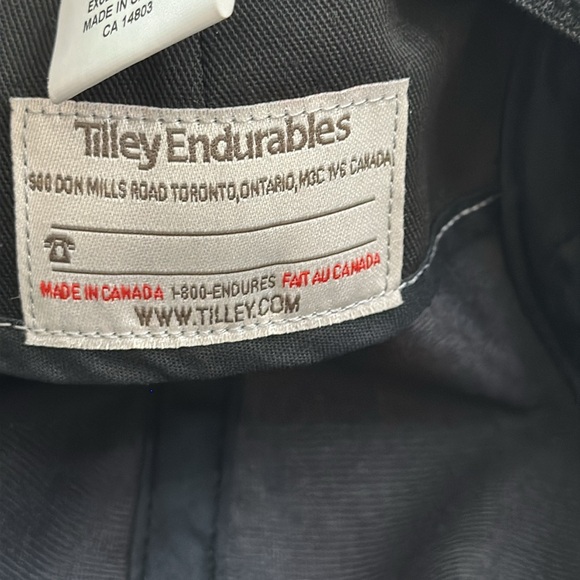 MADE IN
CA 14803
Tilley Endurables
900 DON MILLS ROAD TORONTO, ONTARIO, M3C 1V6 CANADA
MADE IN CANADA 1-800-ENDURES FAIT AU CANADA
WWW.TILLEY.COM